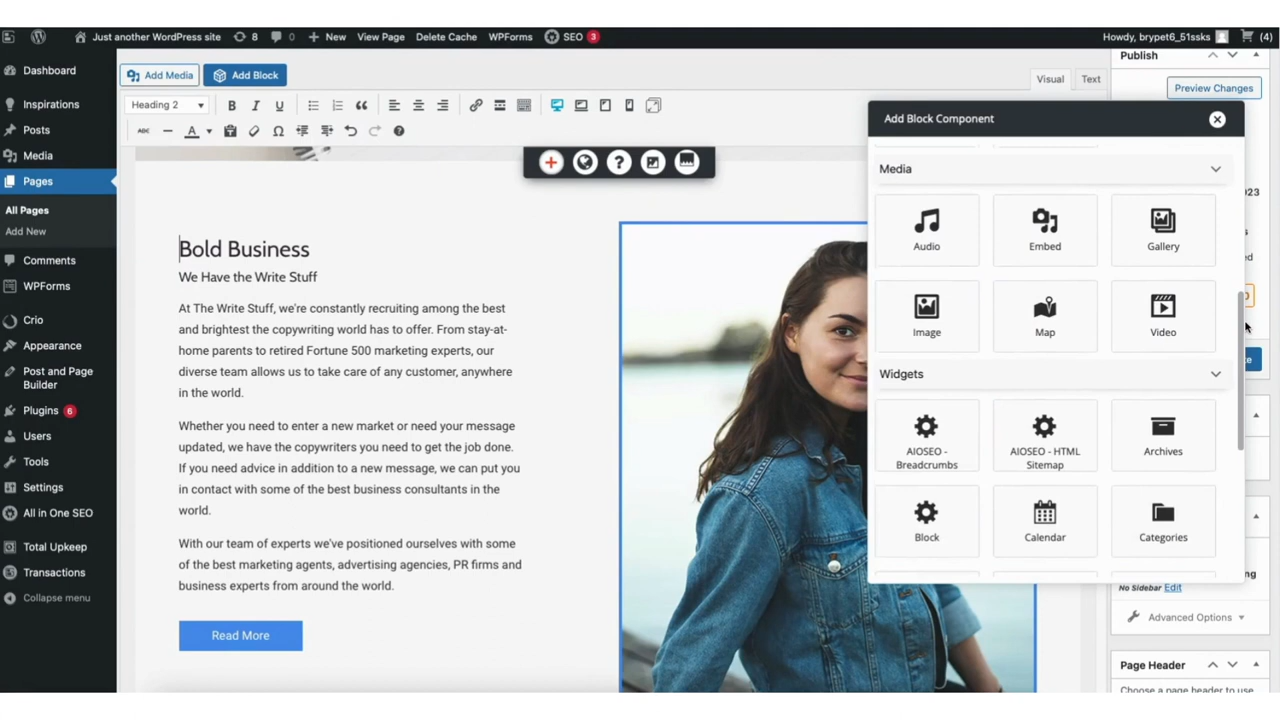 Just another WordPress site
8
0
New
View Page
Delete Cache
WPForms
SEO
3
Howdy, brypet6_51ssks
(4)
Dashboard
Inspirations
Posts
Media
Pages
All Pages
Add New
Comments
WPForms
Crio
Appearance
Post and Page
Builder
Plugins 6
Users
Tools
Settings
All in One SEO
Total Upkeep
Transactions
Collapse menu
Add Media
Add Block
Visual
Text
Heading 2
B
I
U
ABC
A
Bold Business
We Have the Write Stuff
At The Write Stuff, we're constantly recruiting among the best
and brightest the copywriting world has to offer. From stay-at-
home parents to retired Fortune 500 marketing experts, our
diverse team allows us to take care of any customer, anywhere
in the world.
Whether you need to enter a new market or need your message
updated, we have the copywriters you need to get the job done.
If you need advice in addition to a new message, we can put you
in contact with some of the best business consultants in the
world.
With our team of experts we've positioned ourselves with some
of the best marketing agents, advertising agencies, PR firms and
business experts from around the world.
Read More
Add Block Component
Media
Audio
Embed
Gallery
Image
Map
Video
Widgets
AIOSEO -
Breadcrumbs
AIOSEO - HTML
Sitemap
Archives
Block
Calendar
Categories
Publish
Preview Changes
No Sidebar Edit
Advanced Options
Page Header
Choose a page header to use